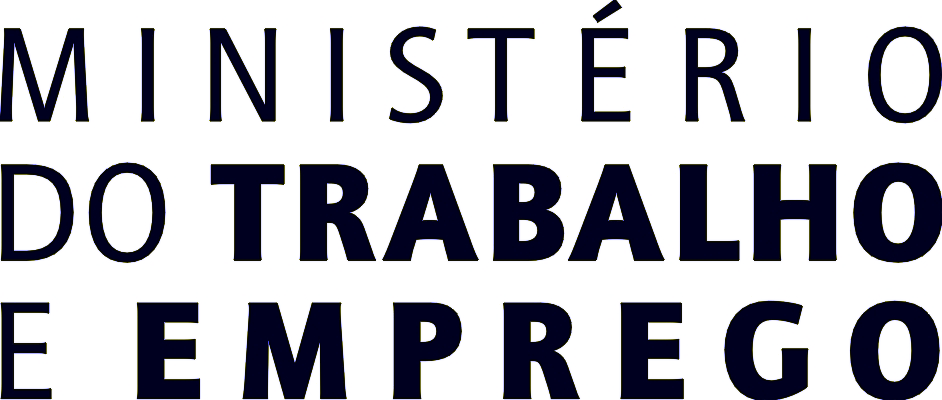 MINISTÉRIO
DO TRABALHO
E EMPREGO